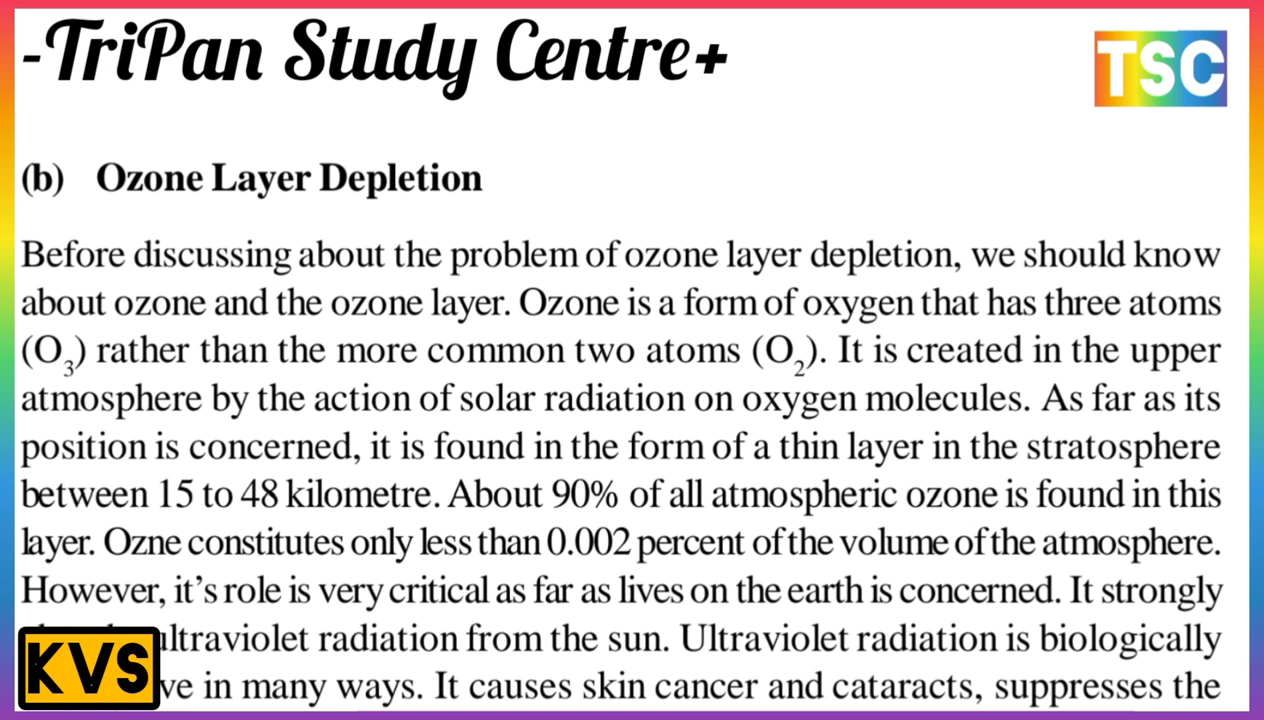 -TriPan Study Centre+
TSC
(b) Ozone Layer Depletion
Before discussing about the problem of ozone layer depletion, we should know
about ozone and the ozone layer. Ozone is a form of oxygen that has three atoms
(O₃) rather than the more common two atoms (O₂). It is created in the upper
atmosphere by the action of solar radiation on oxygen molecules. As far as its
position is concerned, it is found in the form of a thin layer in the stratosphere
between 15 to 48 kilometre. About 90% of all atmospheric ozone is found in this
layer. Ozne constitutes only less than 0.002 percent of the volume of the atmosphere.
However, it's role is very critical as far as lives on the earth is concerned. It strongly
ltraviolet radiation from the sun. Ultraviolet radiation is biologically
KVS
ve in many ways. It causes skin cancer and cataracts, suppresses the